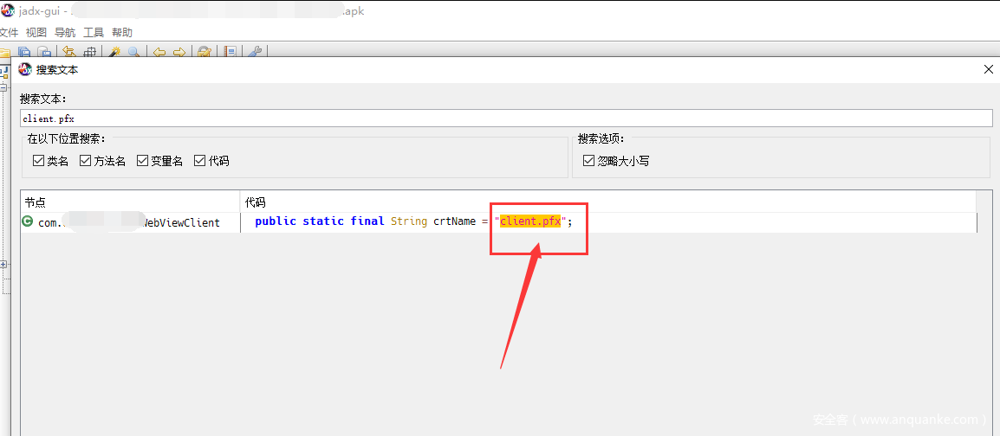 jadx-gui - .apk
文件 视图 导航 工具 帮助
搜索文本
搜索文本:
client.pfx
在以下位置搜索:
类名 方法名 变量名 代码
搜索选项:
忽略大小写
节点 代码
com. WebViewClient public static final String crtName = "client.pfx";
安全客（www.anquanke.com）